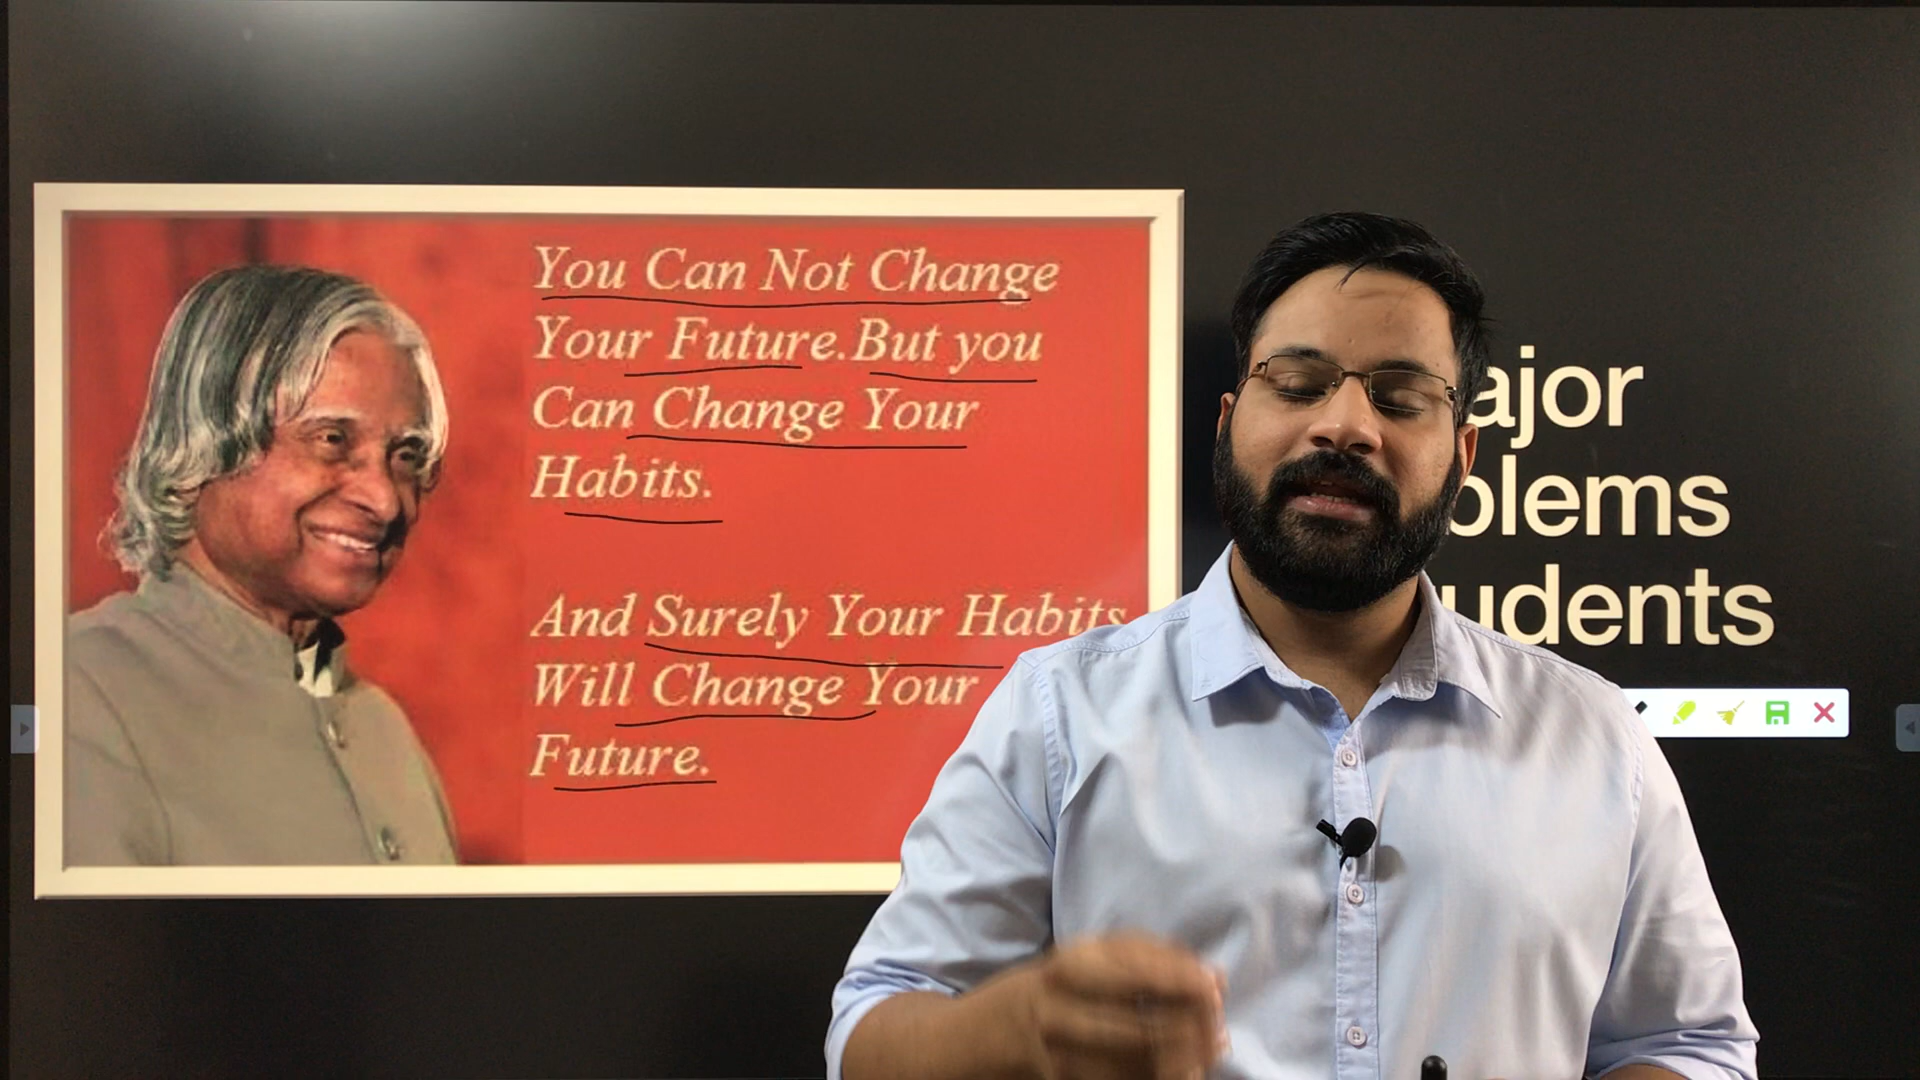 You Can Not Change
Your Future.But you
Can Change Your
Habits.
And Surely Your Habits
Will Change Your
Future.
ajor
blems
udents